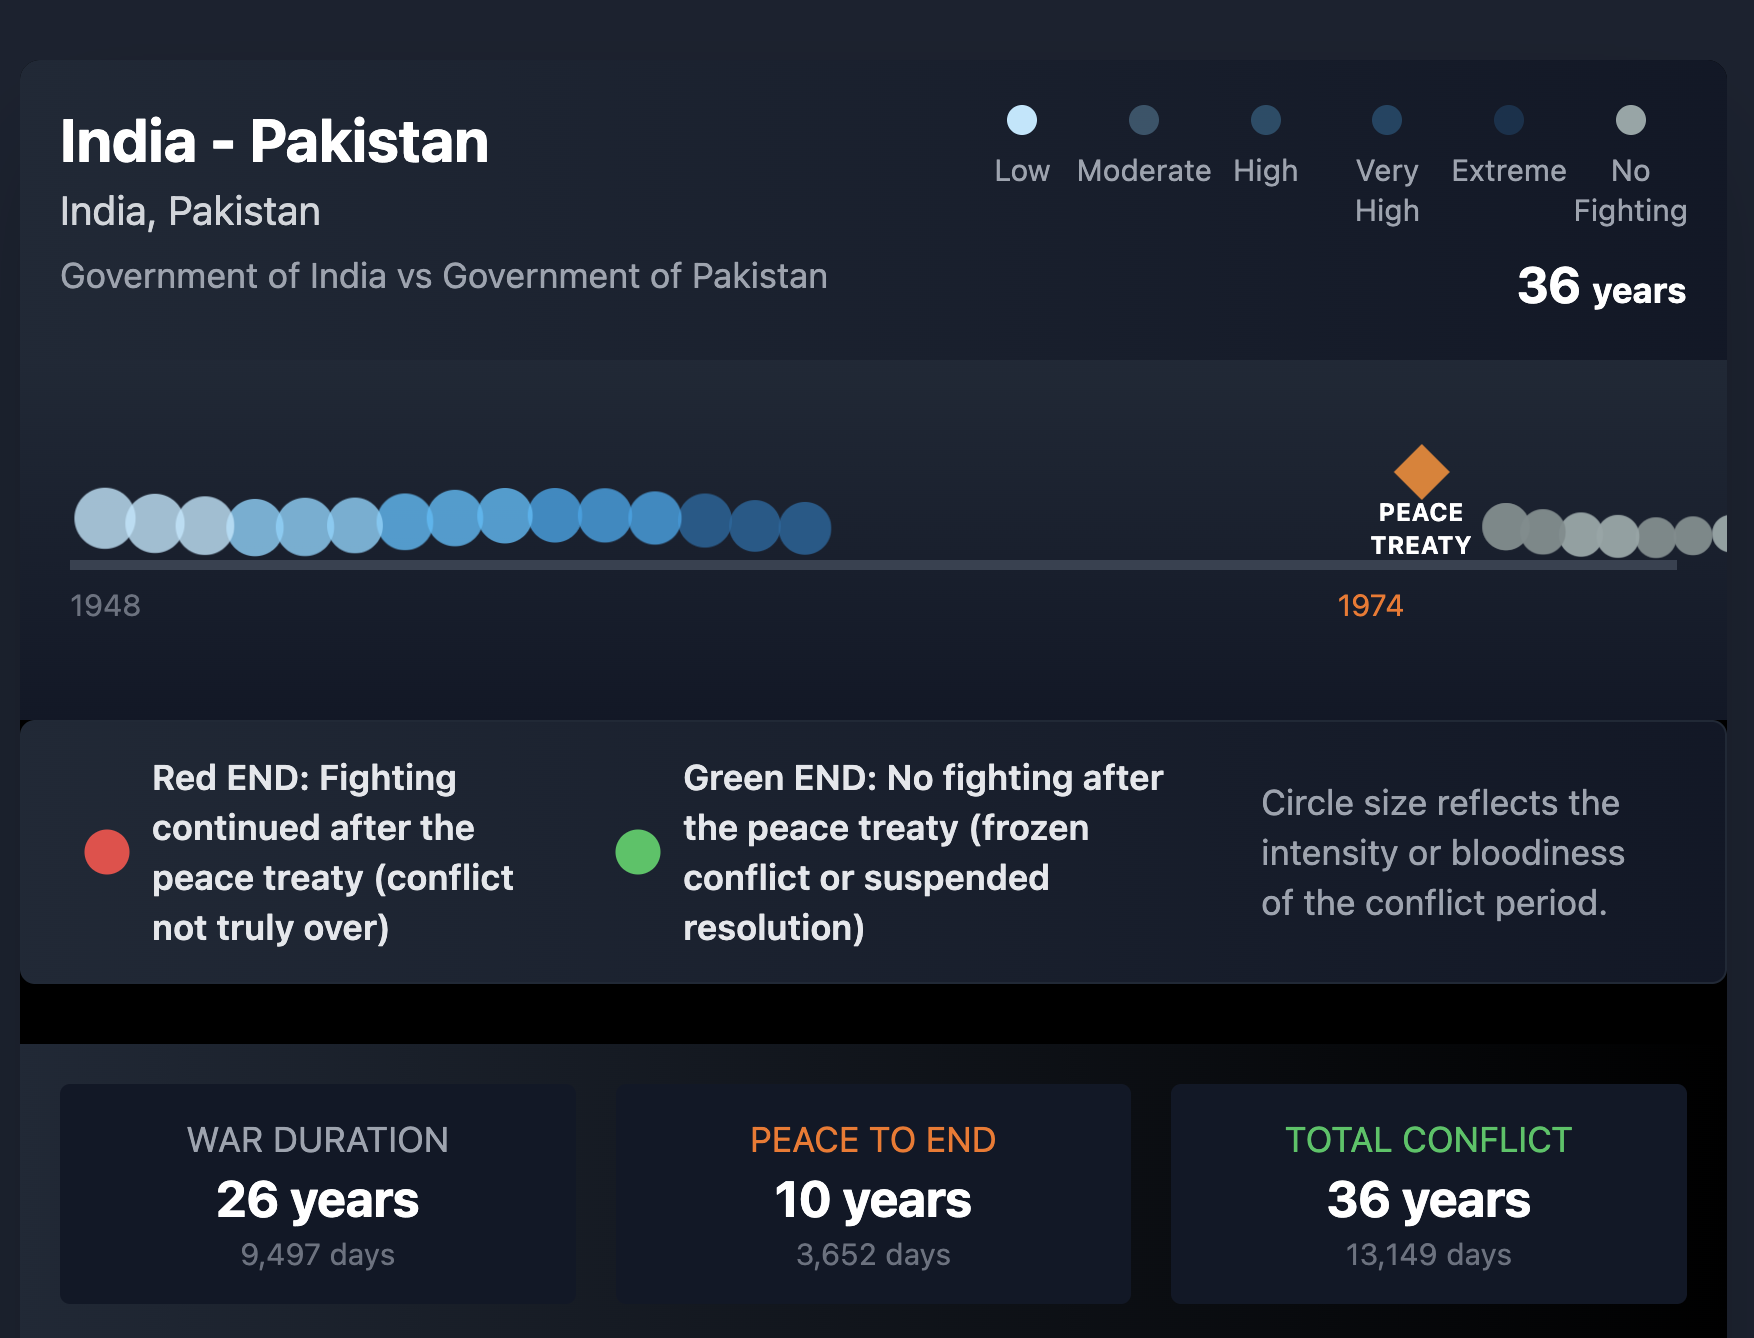 India - Pakistan
India, Pakistan
Government of India vs Government of Pakistan
Low
Moderate
High
Very
High
Extreme
No
Fighting
36 years
PEACE
TREATY
1948
1974
Red END: Fighting
continued after the
peace treaty (conflict
not truly over)
Green END: No fighting after
the peace treaty (frozen
conflict or suspended
resolution)
Circle size reflects the
intensity or bloodiness
of the conflict period.
WAR DURATION
26 years
9,497 days
PEACE TO END
10 years
3,652 days
TOTAL CONFLICT
36 years
13,149 days